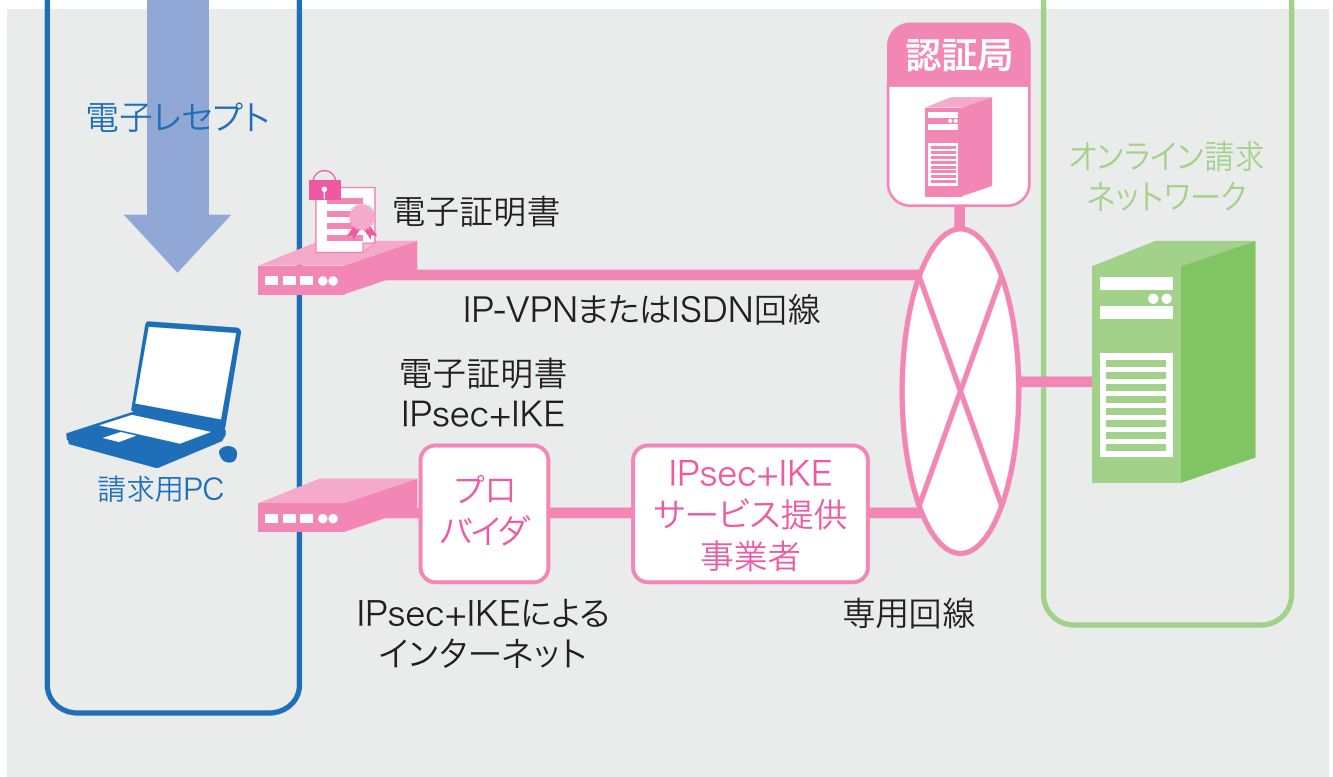 認証局
電子レセプト
オンライン請求
ネットワーク
電子証明書
IP-VPNまたはISDN回線
電子証明書
IPsec+IKE
請求用PC
プロ
バイダ
IPsec+IKE
サービス提供
事業者
IPsec+IKEによる
インターネット
専用回線